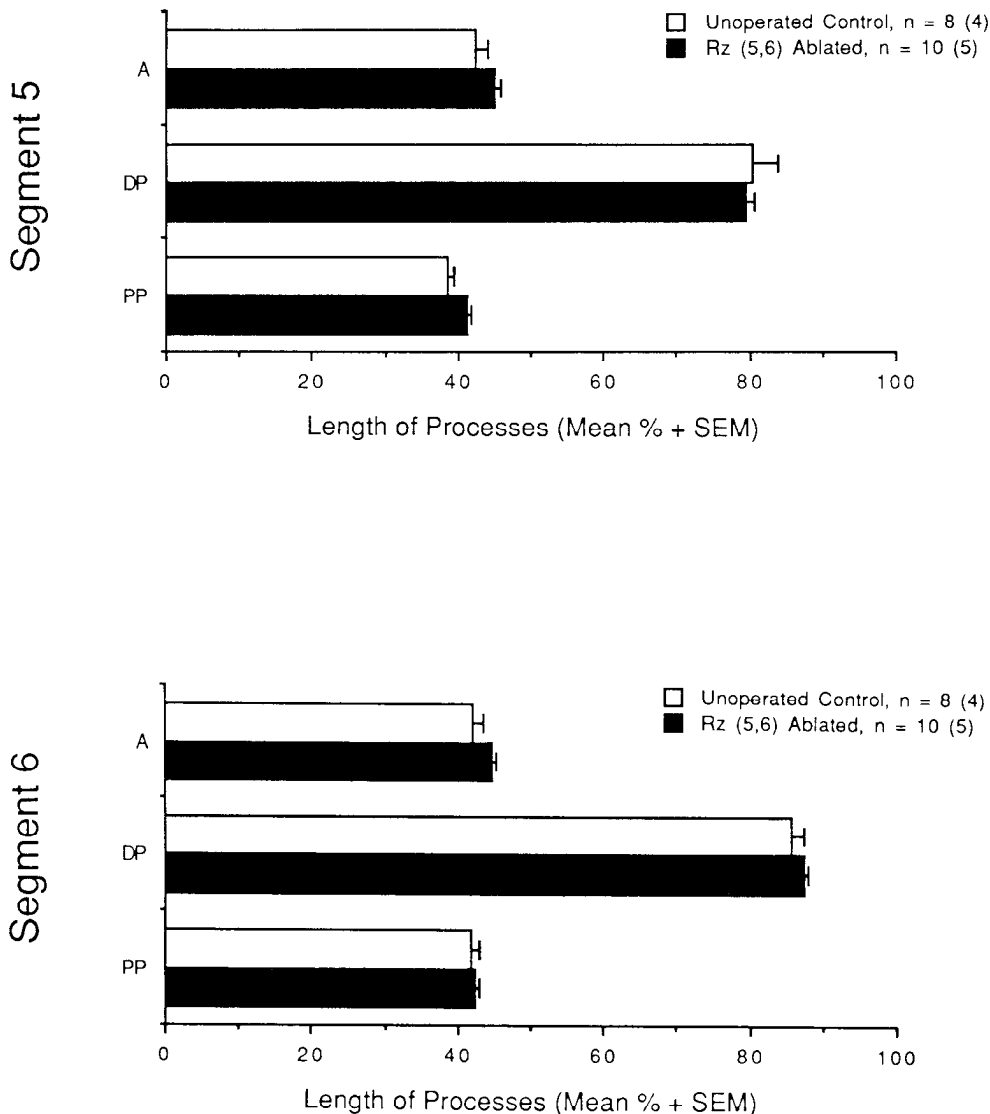 Unoperated Control, n = 8 (4)
Rz (5,6) Ablated, n = 10 (5)
Segment 5
A
DP
PP
0 20 40 60 80 100
Length of Processes (Mean % + SEM)
Unoperated Control, n = 8 (4)
Rz (5,6) Ablated, n = 10 (5)
Segment 6
A
DP
PP
0 20 40 60 80 100
Length of Processes (Mean % + SEM)